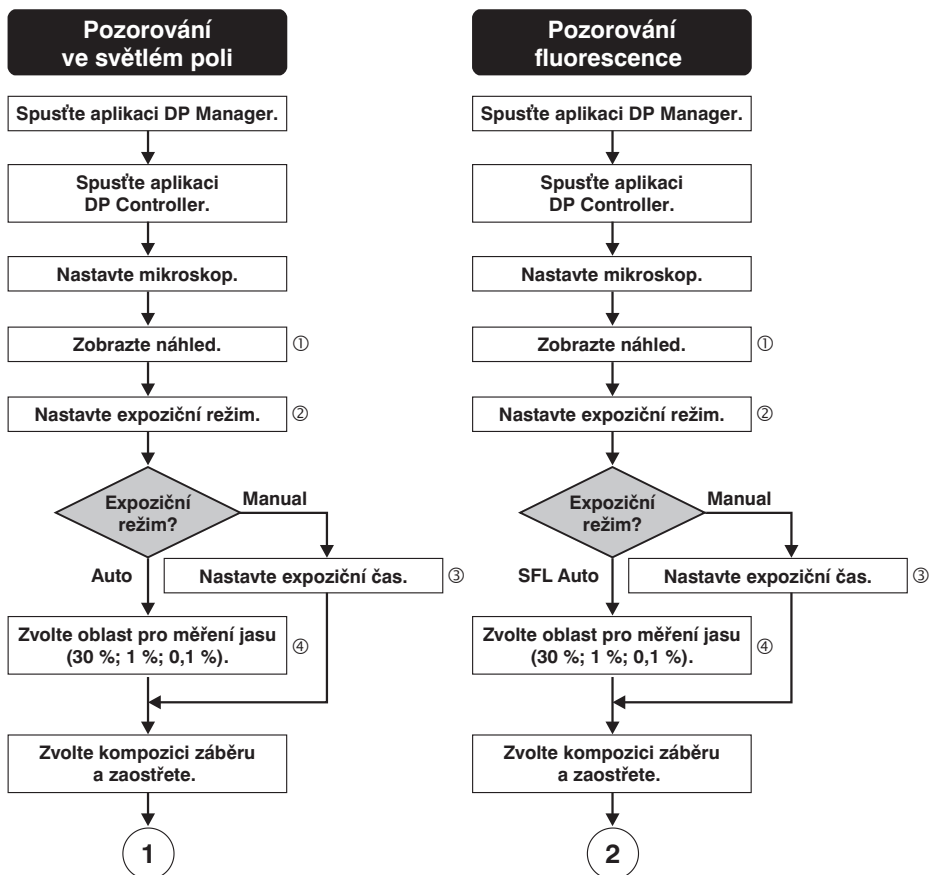 Pozorování
ve světlém poli
Spusťte aplikaci DP Manager.
Spusťte aplikaci
DP Controller.
Nastavte mikroskop.
Zobrazte náhled. ①
Nastavte expoziční režim. ②
Expoziční
režim?
Manual
Auto
Nastavte expoziční čas. ③
Zvolte oblast pro měření jasu
(30 %; 1 %; 0,1 %). ④
Zvolte kompozici záběru
a zaostřete.
1
Pozorování
fluorescence
Spusťte aplikaci DP Manager.
Spusťte aplikaci
DP Controller.
Nastavte mikroskop.
Zobrazte náhled. ①
Nastavte expoziční režim. ②
Expoziční
režim?
Manual
SFL Auto
Nastavte expoziční čas. ③
Zvolte oblast pro měření jasu
(30 %; 1 %; 0,1 %). ④
Zvolte kompozici záběru
a zaostřete.
2